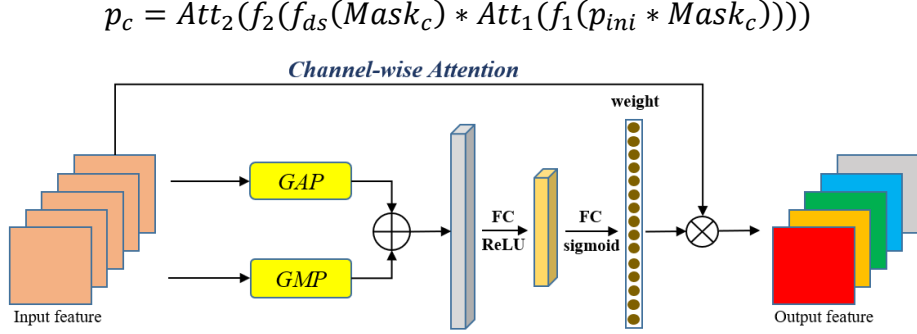 p_c = Att_2(f_2(f_ds(Mask_c) * Att_1(f_1(p_ini * Mask_c))))
Channel-wise Attention
weight
GAP
FC
ReLU
FC
sigmoid
GMP
Input feature
Output feature